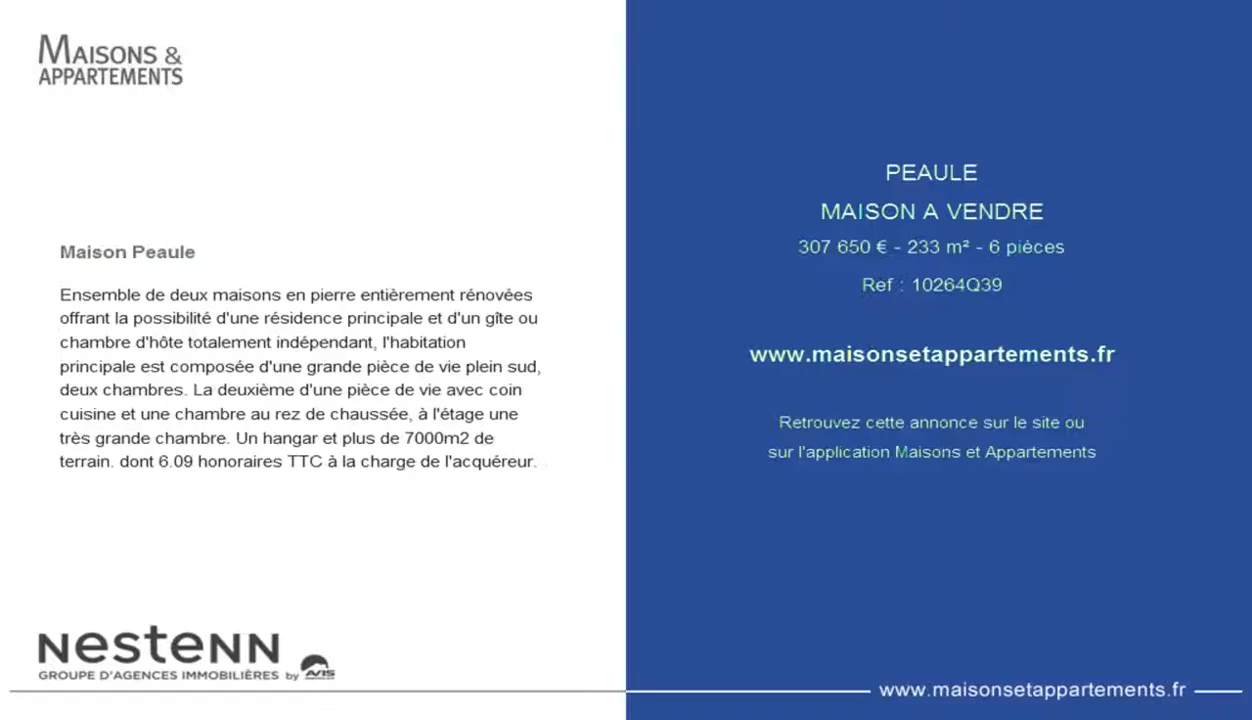 MAISONS &
APPARTEMENTS
Maison Peaule
Ensemble de deux maisons en pierre entièrement rénovées
offrant la possibilité d'une résidence principale et d'un gîte ou
chambre d'hôte totalement indépendant, l'habitation
principale est composée d'une grande pièce de vie plein sud,
deux chambres. La deuxième d'une pièce de vie avec coin
cuisine et une chambre au rez de chaussée, à l'étage une
très grande chambre. Un hangar et plus de 7000m2 de
terrain. dont 6.09 honoraires TTC à la charge de l'acquéreur.
Nestenn
GROUPE D'AGENCES IMMOBILIÈRES by AVIS
PEAULE
MAISON A VENDRE
307 650 € - 233 m² - 6 pièces
Ref : 10264Q39
www.maisonsetappartements.fr
Retrouvez cette annonce sur le site ou
sur l'application Maisons et Appartements
www.maisonsetappartements.fr